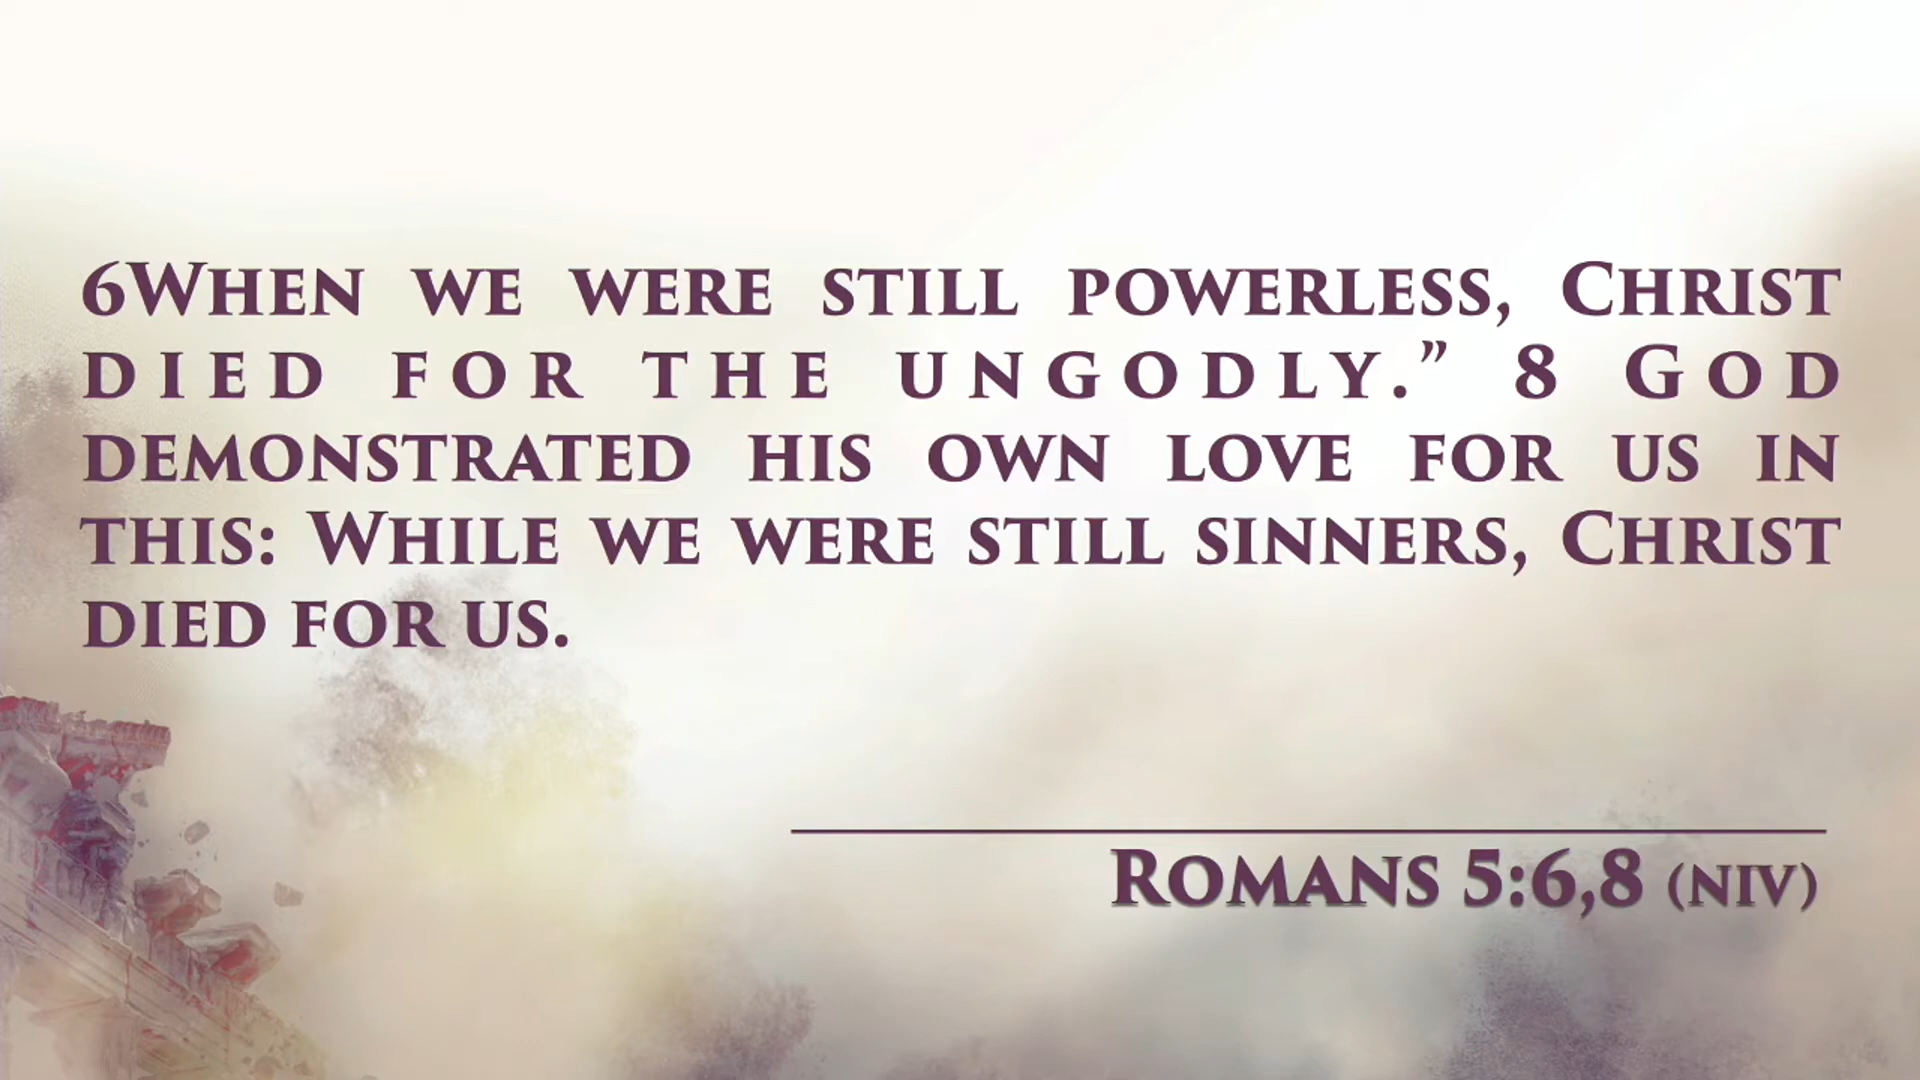 6When we were still powerless, Christ
died for the ungodly.” 8 God
demonstrated his own love for us in
this: While we were still sinners, Christ
died for us.
Romans 5:6,8 (NIV)